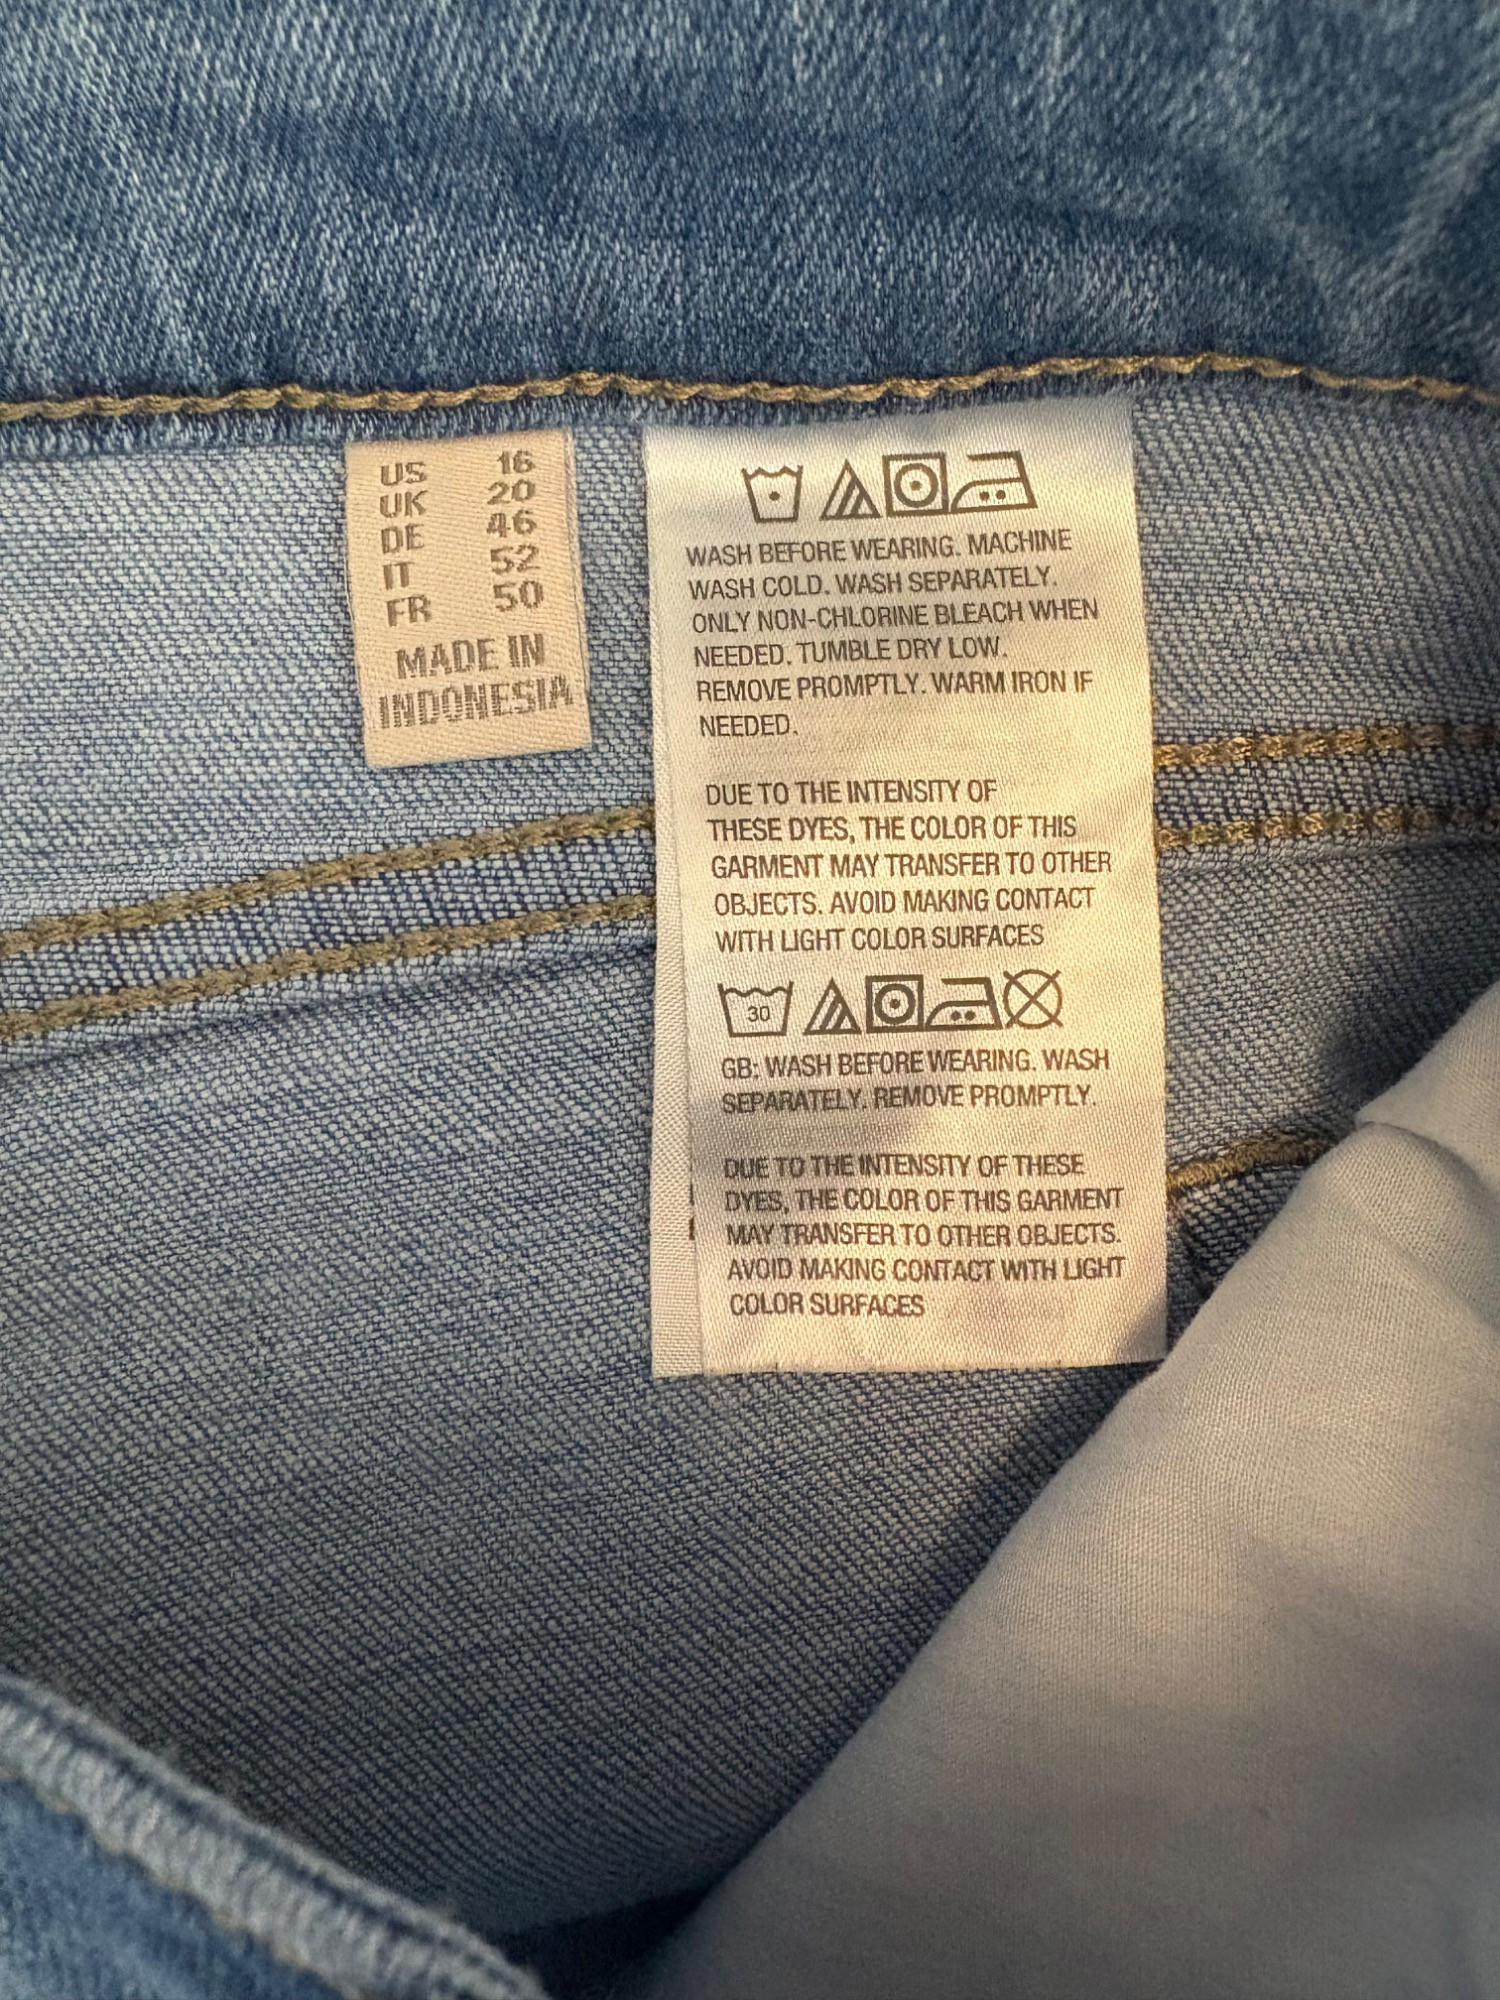 US 16
UK 20
DE 46
IT 52
FR 50
MADE IN
INDONESIA
WASH BEFORE WEARING. MACHINE
WASH COLD. WASH SEPARATELY.
ONLY NON-CHLORINE BLEACH WHEN
NEEDED. TUMBLE DRY LOW.
REMOVE PROMPTLY. WARM IRON IF
NEEDED.
DUE TO THE INTENSITY OF
THESE DYES, THE COLOR OF THIS
GARMENT MAY TRANSFER TO OTHER
OBJECTS. AVOID MAKING CONTACT
WITH LIGHT COLOR SURFACES
30
GB: WASH BEFORE WEARING. WASH
SEPARATELY. REMOVE PROMPTLY.
DUE TO THE INTENSITY OF THESE
DYES, THE COLOR OF THIS GARMENT
MAY TRANSFER TO OTHER OBJECTS.
AVOID MAKING CONTACT WITH LIGHT
COLOR SURFACES